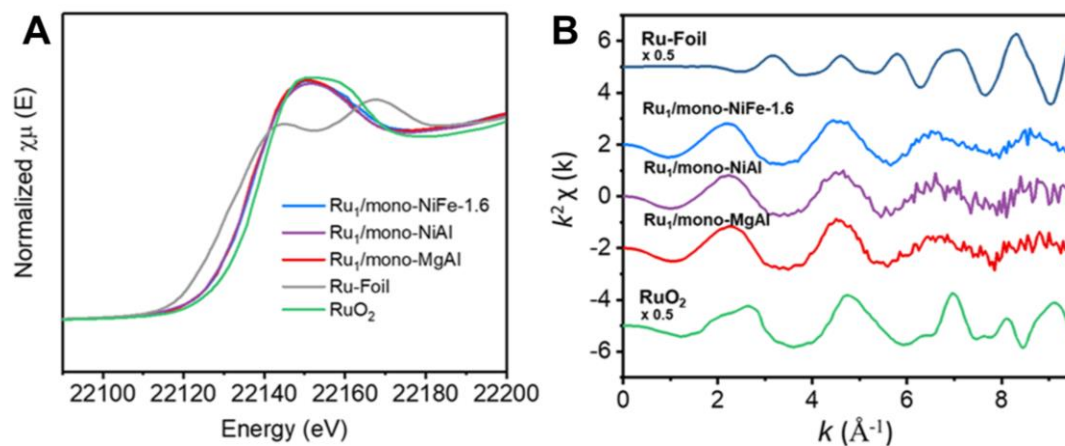 A
Normalized χμ (E)
Ru₁/mono-NiFe-1.6
Ru₁/mono-NiAl
Ru₁/mono-MgAl
Ru-Foil
RuO₂
22100 22120 22140 22160 22180 22200
Energy (eV)
B
k² χ (k)
6
4
2
0
-2
-4
-6
Ru-Foil
x 0.5
Ru₁/mono-NiFe-1.6
Ru₁/mono-NiAl
Ru₁/mono-MgAl
RuO₂
x 0.5
0 2 4 6 8
k (Å⁻¹)